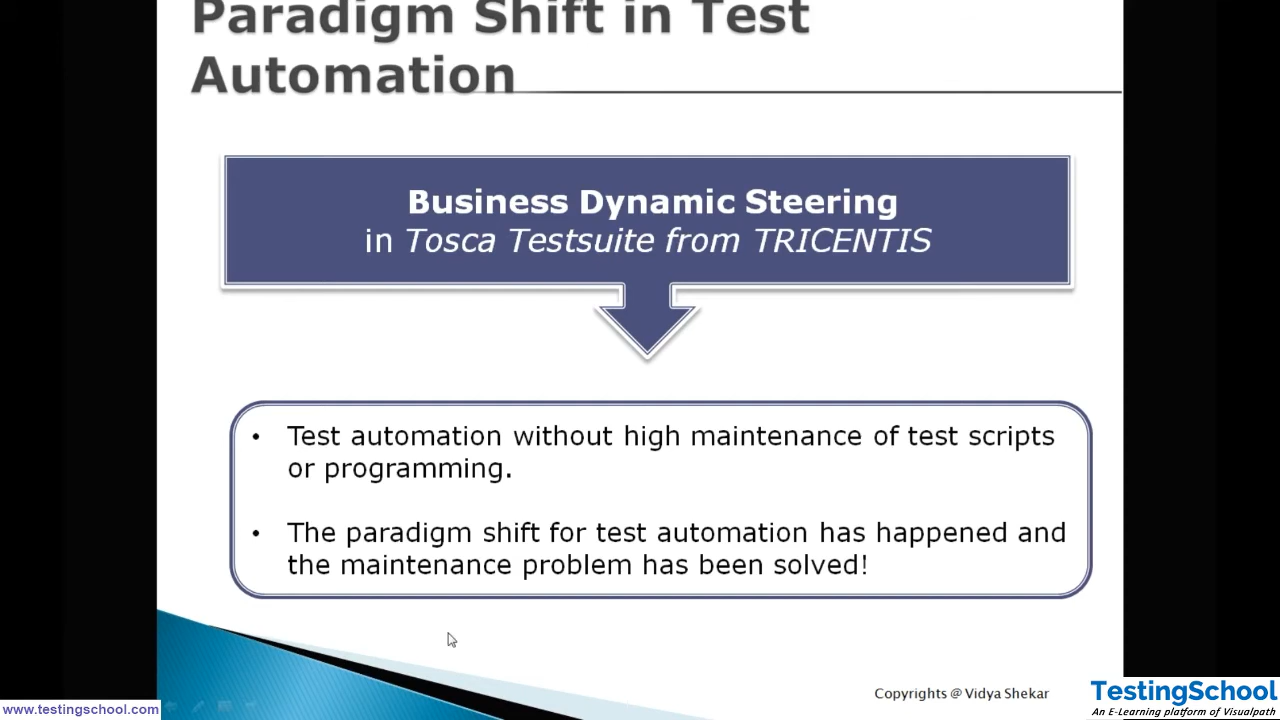 Paradigm Shift in Test
Automation
Business Dynamic Steering
in Tosca Testsuite from TRICENTIS
• Test automation without high maintenance of test scripts
or programming.
• The paradigm shift for test automation has happened and
the maintenance problem has been solved!
Copyrights @ Vidya Shekar
www.testingschool.com
TestingSchool
An E-Learning platform of Visualpath